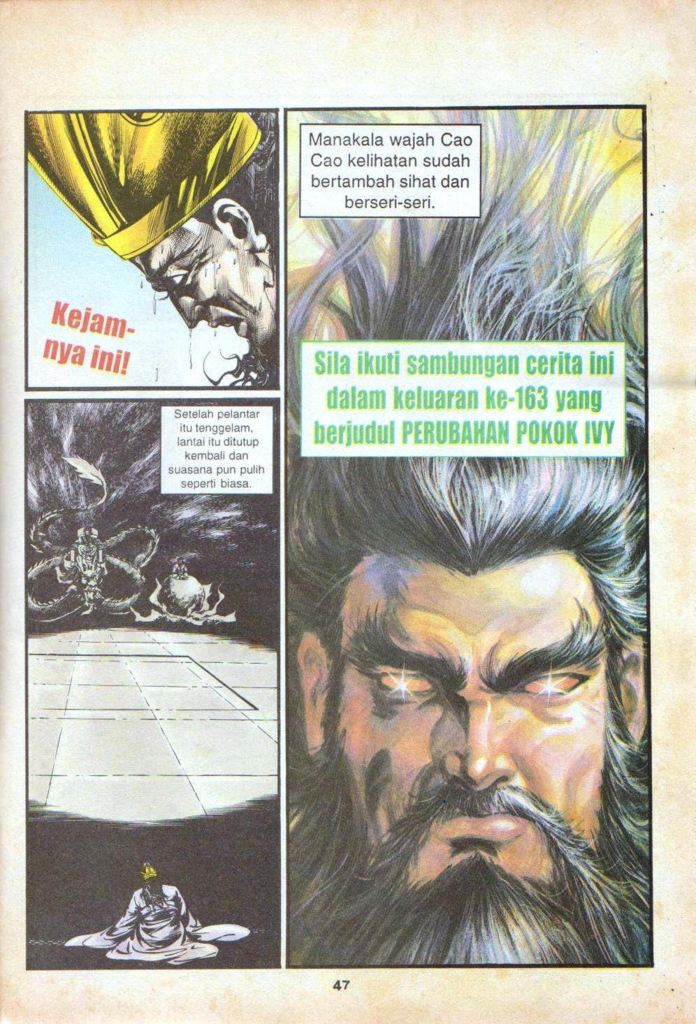 Kejam-
nya ini!
Manakala wajah Cao
Cao kelihatan sudah
bertambah sihat dan
berseri-seri.
Setelah pelantar
itu tenggelam,
lantai itu ditutup
kembali dan
suasana pun pulih
seperti biasa.
Sila ikuti sambungan cerita ini
dalam keluaran ke-163 yang
berjudul PERUBAHAN POKOK IVY
47